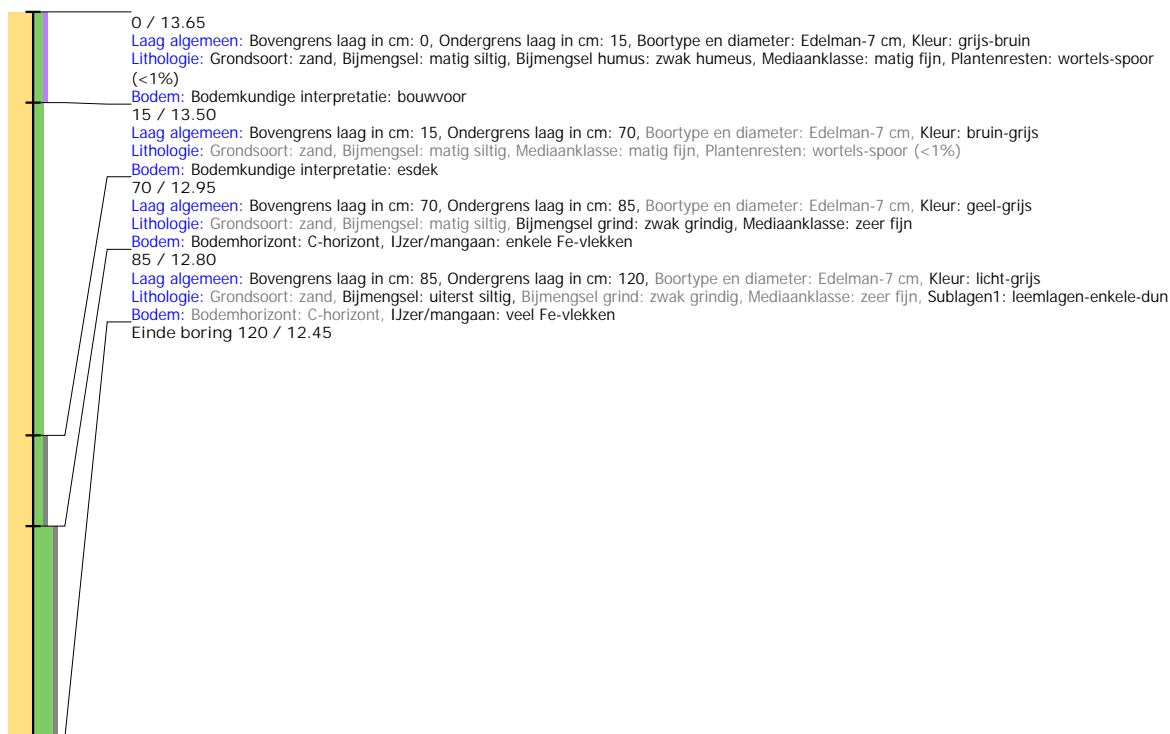 0 / 13.65
Laag algemeen: Bovengrens laag in cm: 0, Ondergrens laag in cm: 15, Boortype en diameter: Edelman-7 cm, Kleur: grijs-bruin
Lithologie: Grondsoort: zand, Bijmengsel: matig siltig, Bijmengsel humus: zwak humeus, Mediaanklasse: matig fijn, Plantenresten: wortels-spoor
(<1%)
Bodem: Bodemkundige interpretatie: bouwvoor
15 / 13.50
Laag algemeen: Bovengrens laag in cm: 15, Ondergrens laag in cm: 70, Boortype en diameter: Edelman-7 cm, Kleur: bruin-grijs
Lithologie: Grondsoort: zand, Bijmengsel: matig siltig, Mediaanklasse: matig fijn, Plantenresten: wortels-spoor (<1%)
Bodem: Bodemkundige interpretatie: esdek
70 / 12.95
Laag algemeen: Bovengrens laag in cm: 70, Ondergrens laag in cm: 85, Boortype en diameter: Edelman-7 cm, Kleur: geel-grijs
Lithologie: Grondsoort: zand, Bijmengsel: matig siltig, Bijmengsel grind: zwak grindig, Mediaanklasse: zeer fijn
Bodem: Bodemhorizont: C-horizont, IJzer/mangaan: enkele Fe-vlekken
85 / 12.80
Laag algemeen: Bovengrens laag in cm: 85, Ondergrens laag in cm: 120, Boortype en diameter: Edelman-7 cm, Kleur: licht-grijs
Lithologie: Grondsoort: zand, Bijmengsel: uiterst siltig, Bijmengsel grind: zwak grindig, Mediaanklasse: zeer fijn, Sublagen1: leemlagen-enkele-dun
Bodem: Bodemhorizont: C-horizont, IJzer/mangaan: veel Fe-vlekken
Einde boring 120 / 12.45